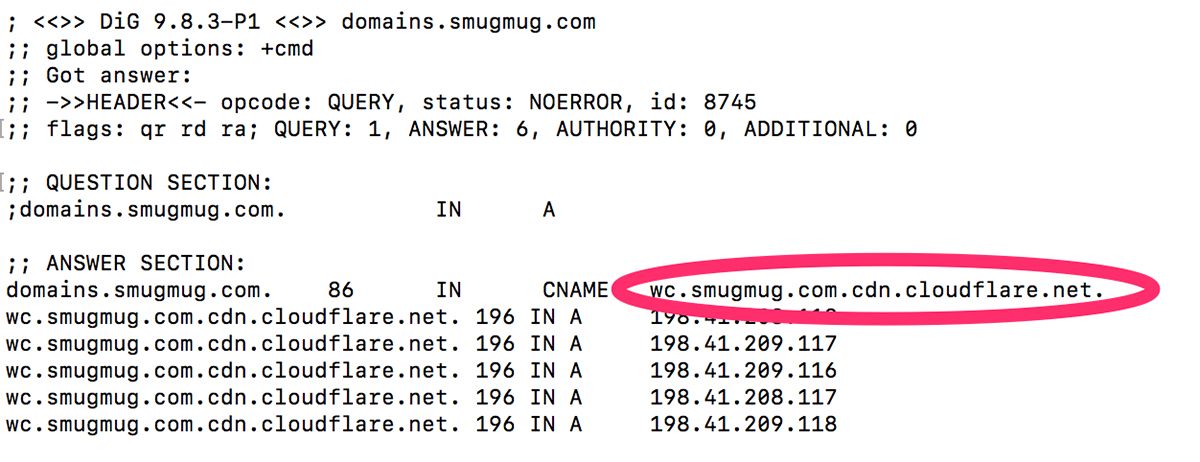 ; <<>> DiG 9.8.3-P1 <<>> domains.smugmug.com
;; global options: +cmd
;; Got answer:
;; ->>HEADER<<- opcode: QUERY, status: NOERROR, id: 8745
;; flags: qr rd ra; QUERY: 1, ANSWER: 6, AUTHORITY: 0, ADDITIONAL: 0
;; QUESTION SECTION:
;domains.smugmug.com. IN A
;; ANSWER SECTION:
domains.smugmug.com. 86 IN CNAME wc.smugmug.com.cdn.cloudflare.net.
wc.smugmug.com.cdn.cloudflare.net. 196 IN A
wc.smugmug.com.cdn.cloudflare.net. 196 IN A 198.41.209.117
wc.smugmug.com.cdn.cloudflare.net. 196 IN A 198.41.209.116
wc.smugmug.com.cdn.cloudflare.net. 196 IN A 198.41.208.117
wc.smugmug.com.cdn.cloudflare.net. 196 IN A 198.41.209.118